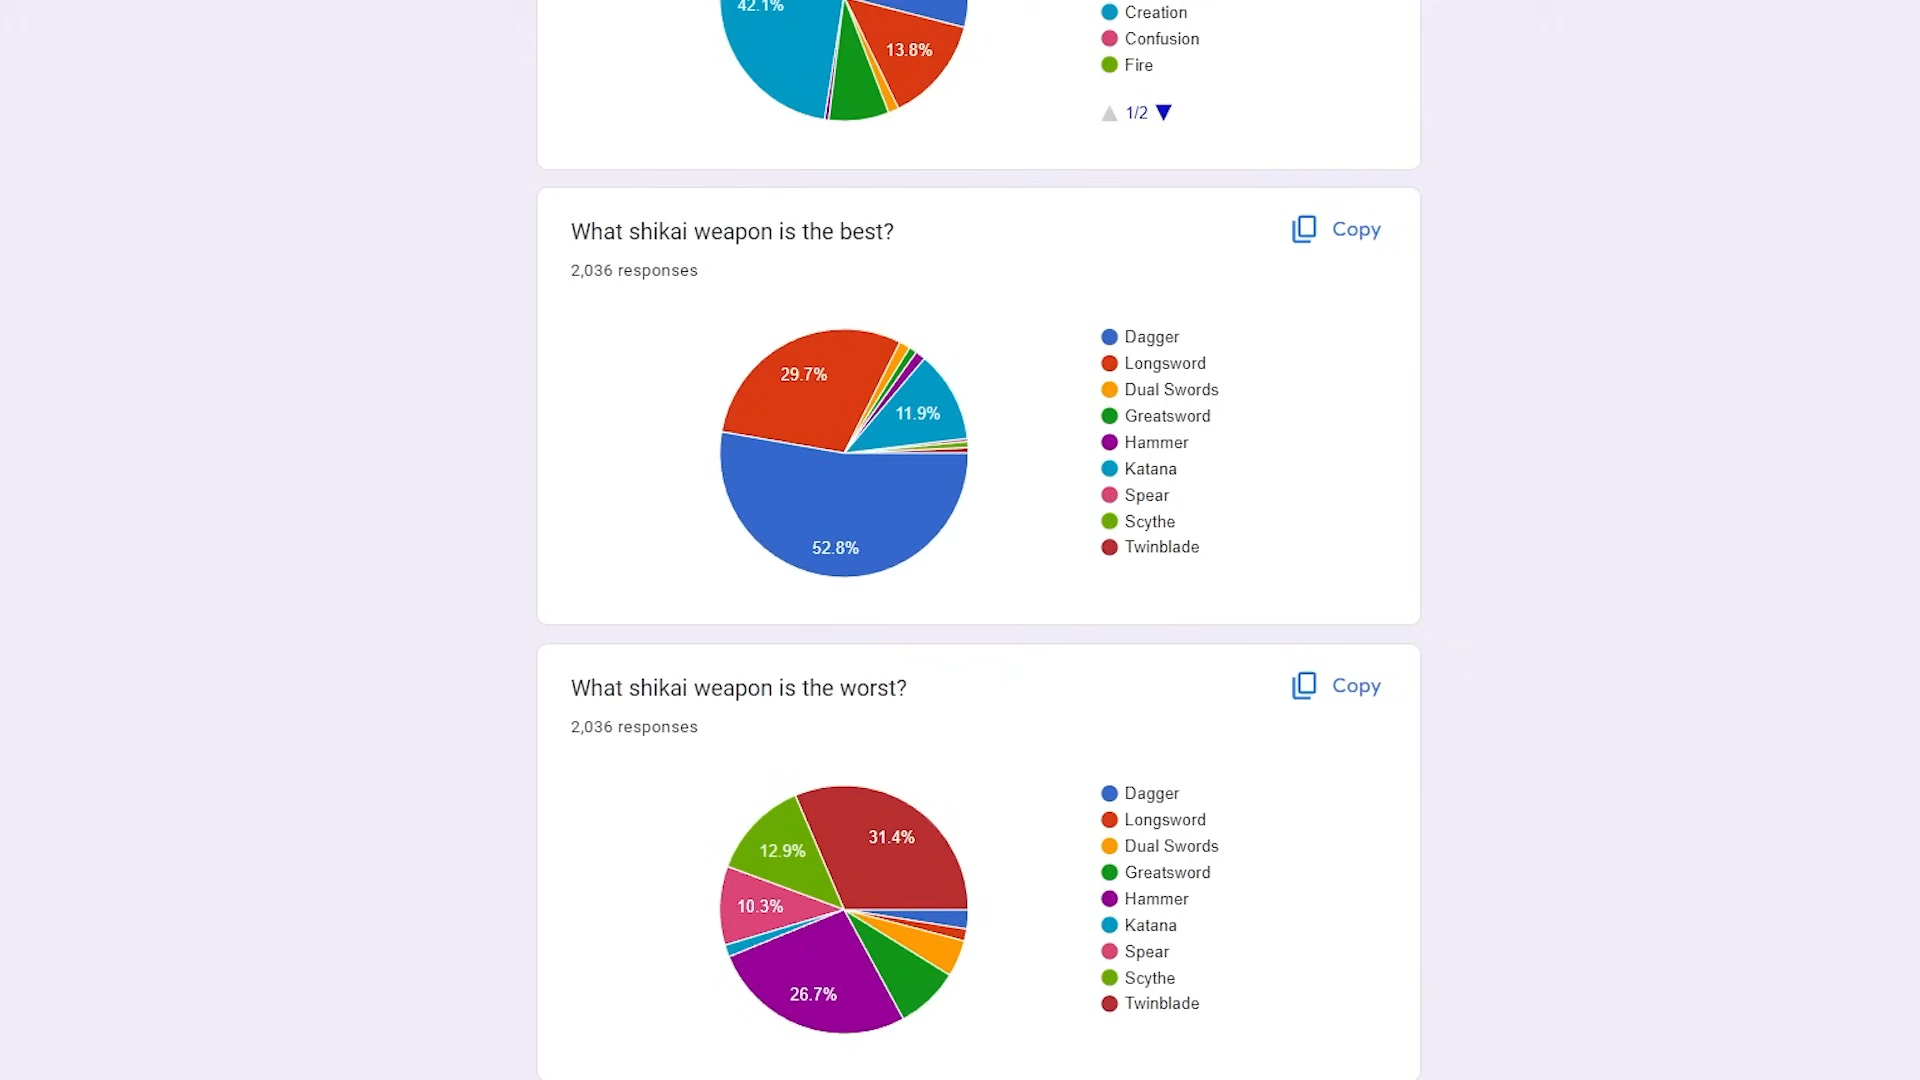 42.1%
13.8%
Creation
Confusion
Fire
1/2
What shikai weapon is the best?
Copy
2,036 responses
29.7%
11.9%
52.8%
Dagger
Longsword
Dual Swords
Greatsword
Hammer
Katana
Spear
Scythe
Twinblade
What shikai weapon is the worst?
Copy
2,036 responses
31.4%
12.9%
10.3%
26.7%
Dagger
Longsword
Dual Swords
Greatsword
Hammer
Katana
Spear
Scythe
Twinblade